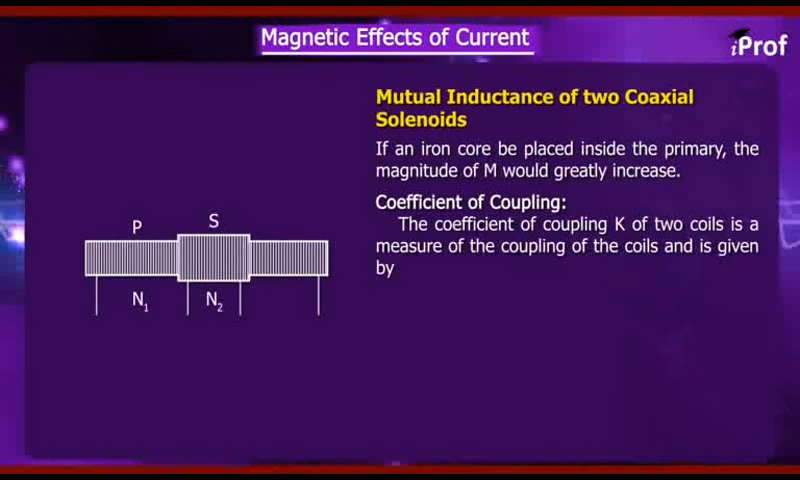 Magnetic Effects of Current
iProf
Mutual Inductance of two Coaxial
Solenoids
If an iron core be placed inside the primary, the
magnitude of M would greatly increase.
Coefficient of Coupling:
The coefficient of coupling K of two coils is a
measure of the coupling of the coils and is given
by
P
S
N₁
N₂